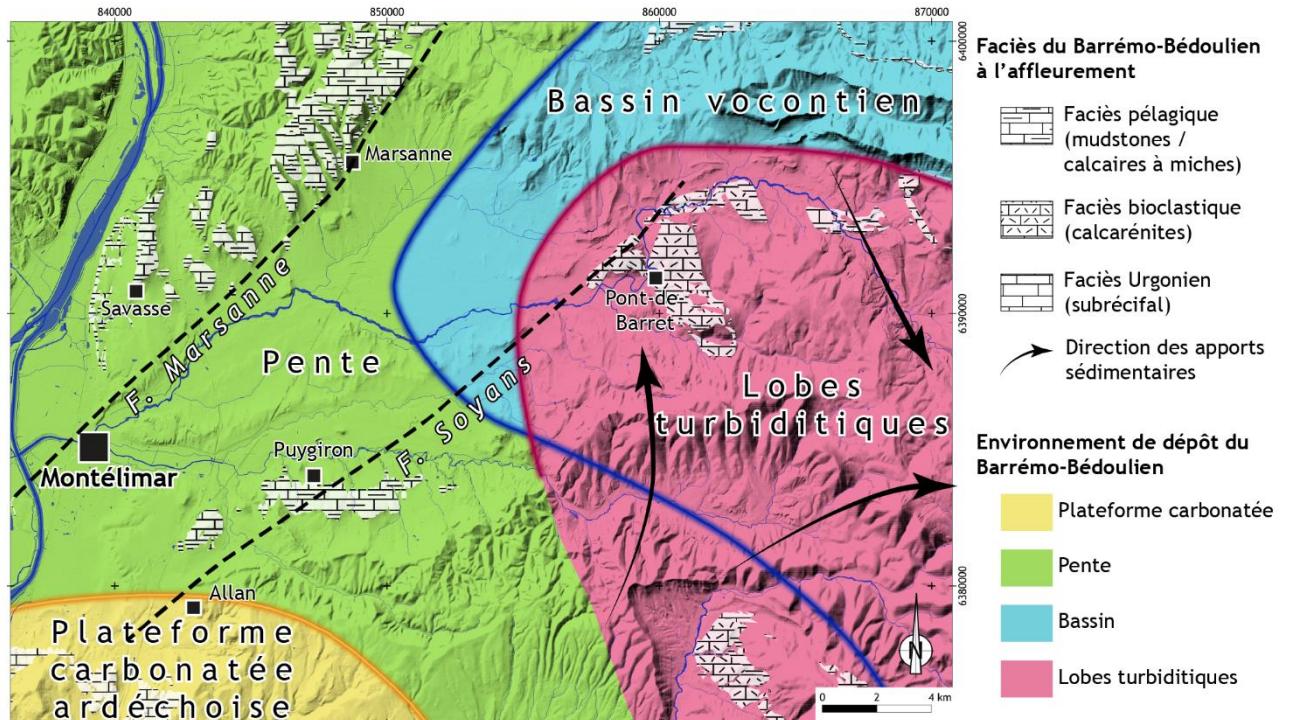 840000
850000
860000
870000
6400000
6390000
6380000
Bassin vocontien
Marsanne
Savasse
F. Marsanne
Pont-de-
Barret
Pente
F. Soyans
Lobes
turbiditiques
Puygiron
Montélimar
Allan
Plateforme
carbonatée
ardéchoise
N
0 2 4 km
Faciès du Barrémo-Bédoulien
à l'affleurement
Faciès pélagique
(mudstones /
calcaires à miches)
Faciès bioclastique
(calcarénites)
Faciès Urgonien
(subrécifal)
Direction des apports
sédimentaires
Environnement de dépôt du
Barrémo-Bédoulien
Plateforme carbonatée
Pente
Bassin
Lobes turbiditiques